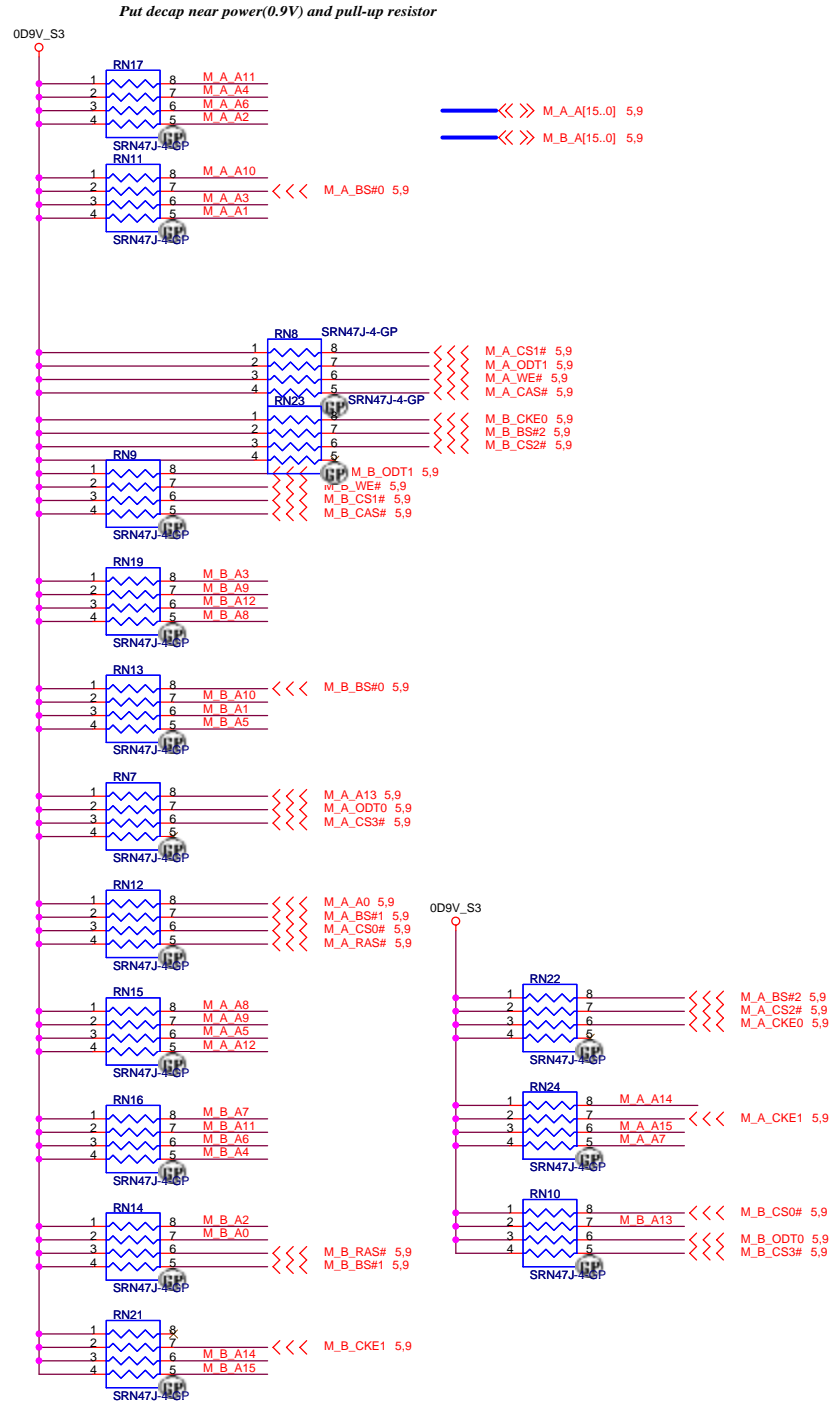 Put decap near power(0.9V) and pull-up resistor
0D9V_S3
RN17
1 8 M_A_A11
2 7 M_A_A4
3 6 M_A_A6
4 5 M_A_A2
GP
SRN47J-4-GP
M_A_A[15..0] 5,9
M_B_A[15..0] 5,9
RN11
1 8 M_A_A10
2 7 M_A_BS#0 5,9
3 6 M_A_A3
4 5 M_A_A1
GP
SRN47J-4-GP
RN8 SRN47J-4-GP
1 8 M_A_CS1# 5,9
2 7 M_A_ODT1 5,9
3 6 M_A_WE# 5,9
4 5 M_A_CAS# 5,9
GP
RN23 SRN47J-4-GP
1 8 M_B_CKE0 5,9
2 7 M_B_BS#2 5,9
3 6 M_B_CS2# 5,9
4 5
GP
RN9
1 8 M_B_ODT1 5,9
2 7 M_B_WE# 5,9
3 6 M_B_CS1# 5,9
4 5 M_B_CAS# 5,9
GP
SRN47J-4-GP
RN19
1 8 M_B_A3
2 7 M_B_A9
3 6 M_B_A12
4 5 M_B_A8
GP
SRN47J-4-GP
RN13
1 8 M_B_BS#0 5,9
2 7 M_B_A10
3 6 M_B_A1
4 5 M_B_A5
GP
SRN47J-4-GP
RN7
1 8 M_A_A13 5,9
2 7 M_A_ODT0 5,9
3 6 M_A_CS3# 5,9
4 5
GP
SRN47J-4-GP
RN12
1 8 M_A_A0 5,9
2 7 M_A_BS#1 5,9
3 6 M_A_CS0# 5,9
4 5 M_A_RAS# 5,9
GP
SRN47J-4-GP
RN15
1 8 M_A_A8
2 7 M_A_A9
3 6 M_A_A5
4 5 M_A_A12
GP
SRN47J-4-GP
RN16
1 8 M_B_A7
2 7 M_B_A11
3 6 M_B_A6
4 5 M_B_A4
GP
SRN47J-4-GP
RN14
1 8 M_B_A2
2 7 M_B_A0
3 6 M_B_RAS# 5,9
4 5 M_B_BS#1 5,9
GP
SRN47J-4-GP
RN21
1 8
2 7 M_B_CKE1 5,9
3 6 M_B_A14
4 5 M_B_A15
GP
SRN47J-4-GP
0D9V_S3
RN22
1 8 M_A_BS#2 5,9
2 7 M_A_CS2# 5,9
3 6 M_A_CKE0 5,9
4 5
GP
SRN47J-4-GP
RN24
1 8 M_A_A14
2 7 M_A_CKE1 5,9
3 6 M_A_A15
4 5 M_A_A7
GP
SRN47J-4-GP
RN10
1 8 M_B_CS0# 5,9
2 7 M_B_A13
3 6 M_B_ODT0 5,9
4 5 M_B_CS3# 5,9
GP
SRN47J-4-GP